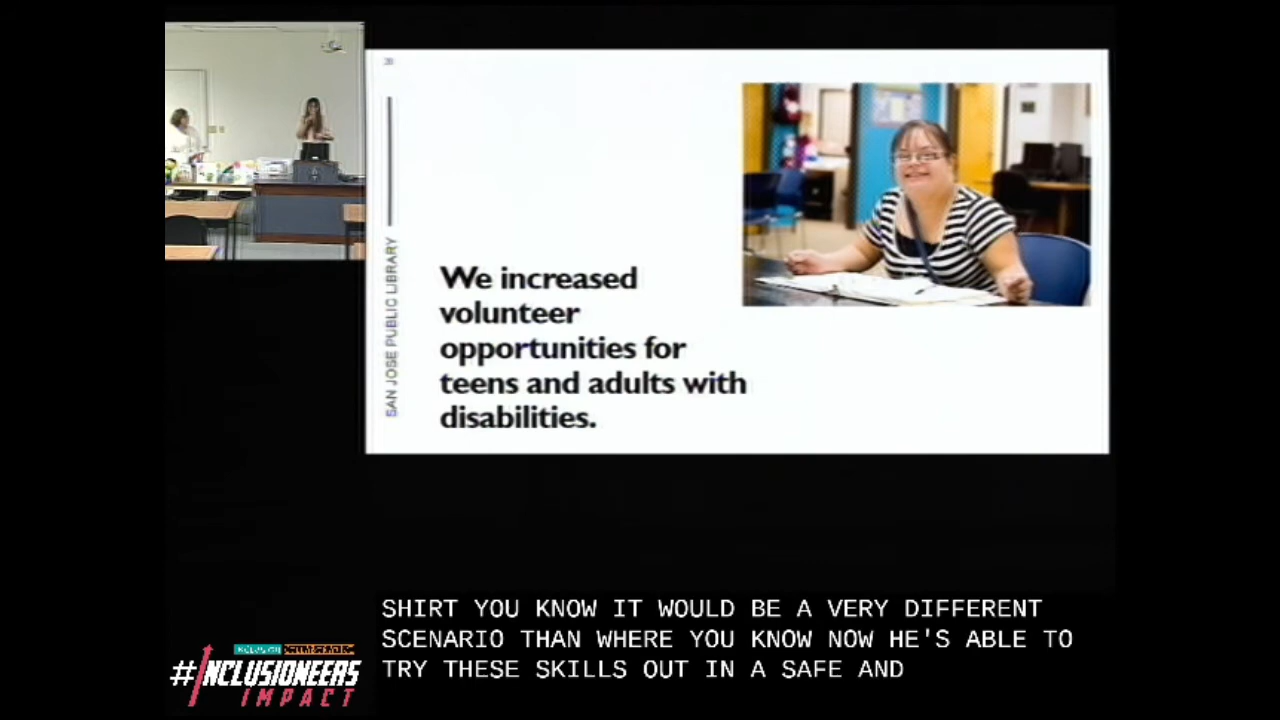 SAN JOSE PUBLIC LIBRARY
We increased
volunteer
opportunities for
teens and adults with
disabilities.
SHIRT YOU KNOW IT WOULD BE A VERY DIFFERENT
SCENARIO THAN WHERE YOU KNOW NOW HE'S ABLE TO
TRY THESE SKILLS OUT IN A SAFE AND
#INCLUSIONEERS
IMPACT